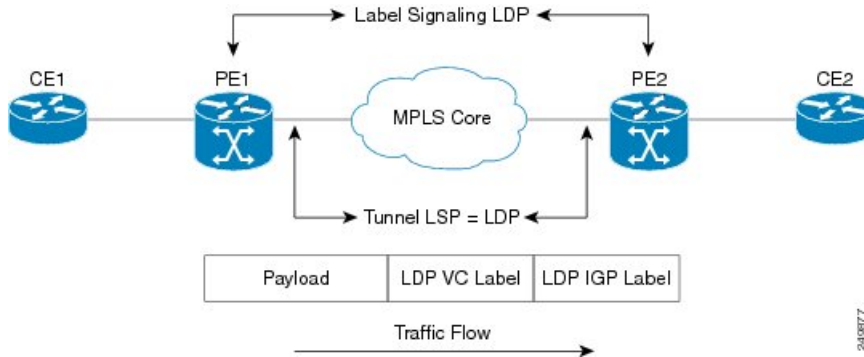 Label Signaling LDP
CE1
PE1
PE2
CE2
MPLS Core
Tunnel LSP = LDP
Payload
LDP VC Label
LDP IGP Label
Traffic Flow
249877